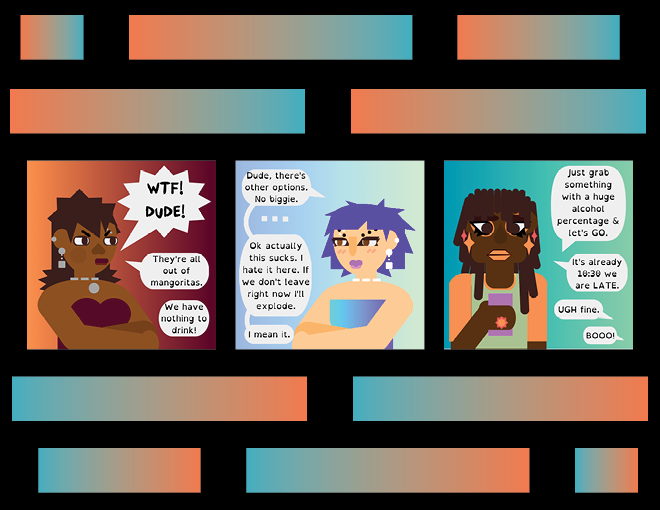 WTF!
DUDE!
They're all
out of
mangoritas.
We have
nothing to
drink!
Dude, there's
other options.
No biggie.
...
Ok actually
this sucks. I
hate it here. If
we don't leave
right now I'll
explode.
I mean it.
Just grab
something
with a huge
alcohol
percentage &
let's GO.
It's already
10:30 we
are LATE.
UGH fine.
BOOO!